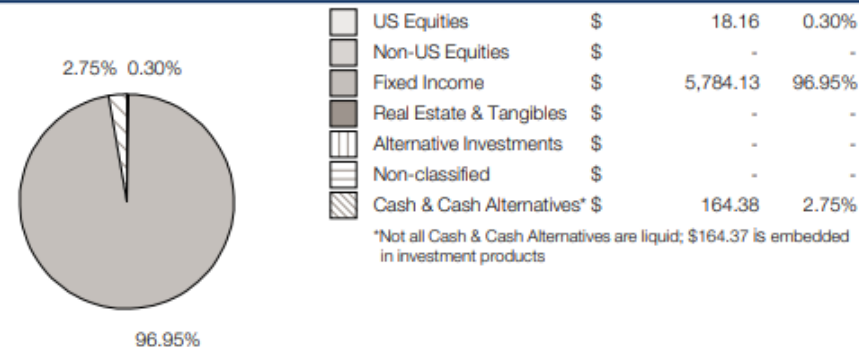 US Equities $ 18.16 0.30%
Non-US Equities $ - -
Fixed Income $ 5,784.13 96.95%
Real Estate & Tangibles $ - -
Alternative Investments $ - -
Non-classified $ - -
Cash & Cash Alternatives* $ 164.38 2.75%
*Not all Cash & Cash Alternatives are liquid; $164.37 is embedded
in investment products
2.75% 0.30%
96.95%